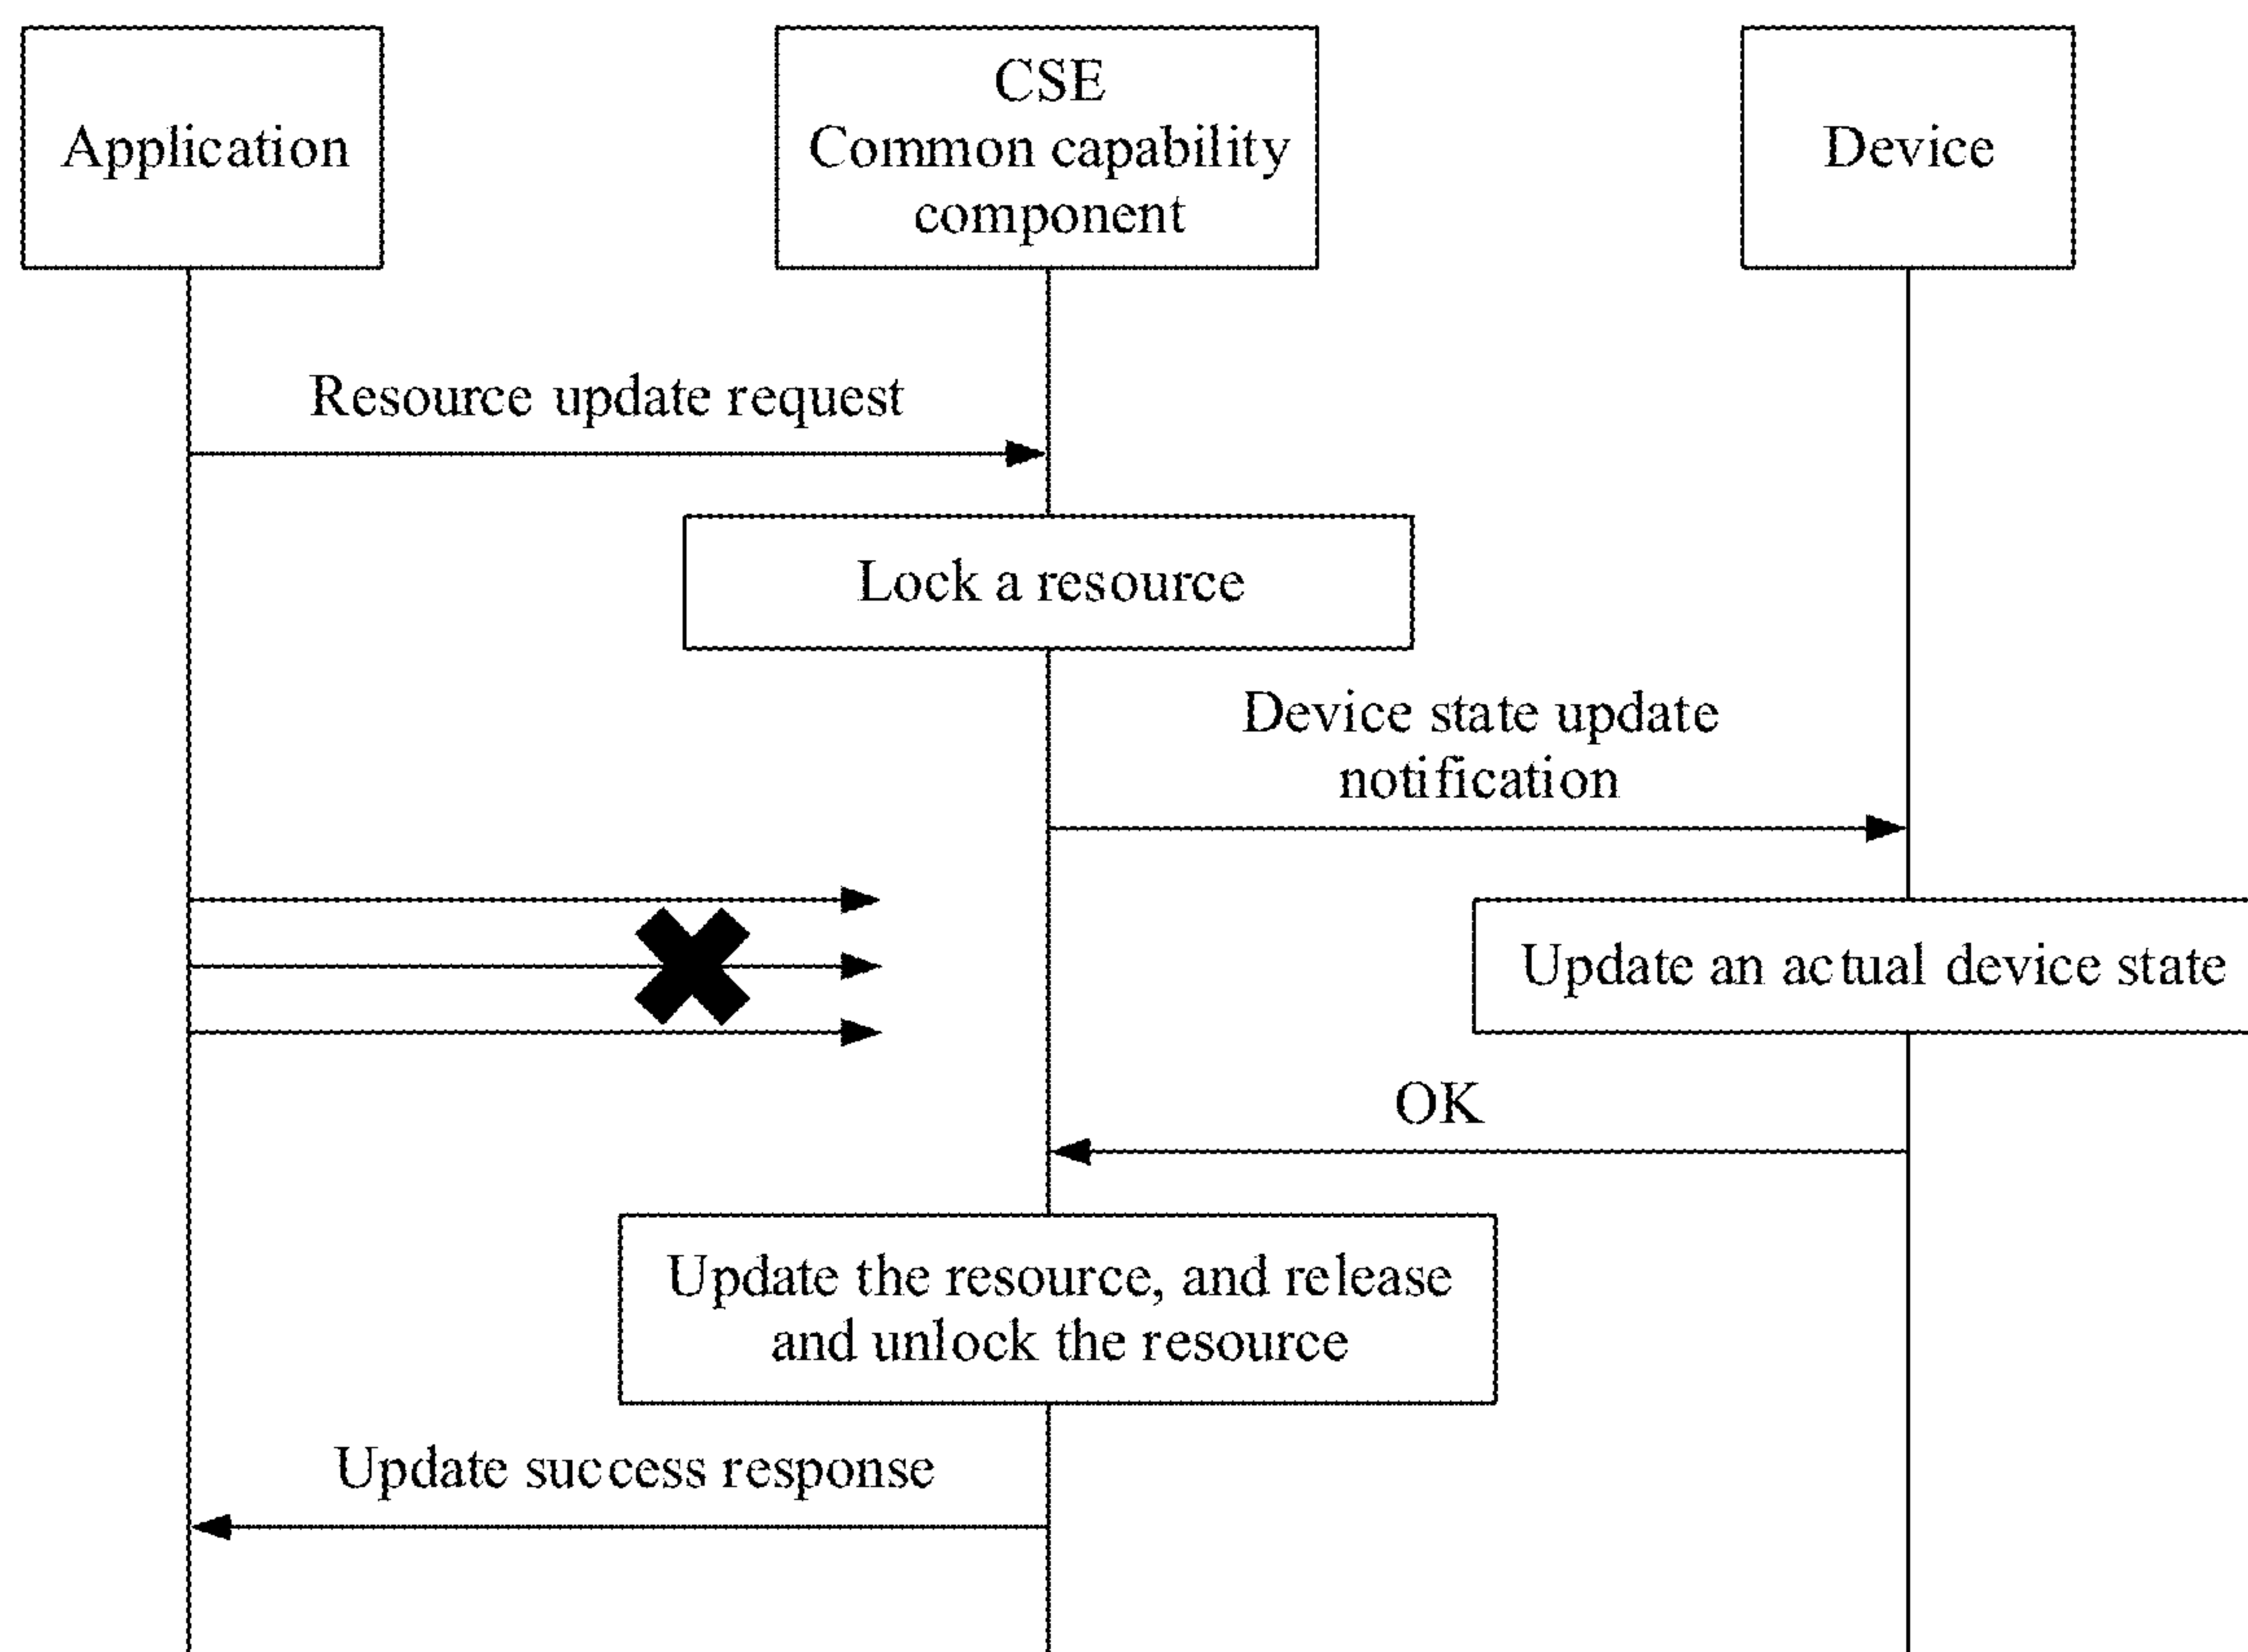 Application
CSE
Common capability
component
Device
Resource update request
Lock a resource
Device state update
notification
Update an actual device state
OK
Update the resource, and release
and unlock the resource
Update success response